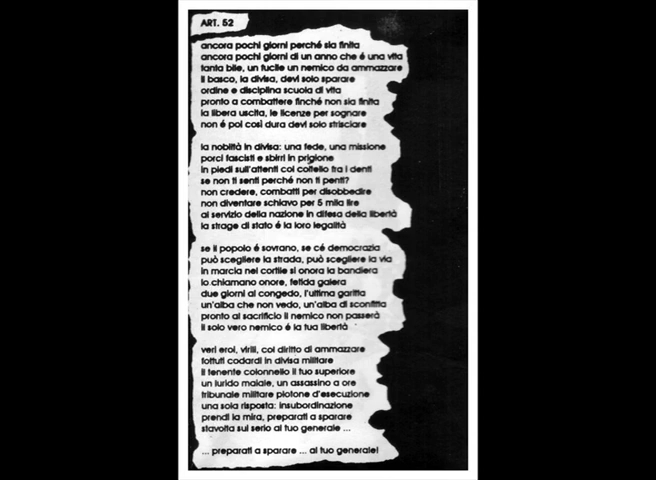 ART. 52
ancora pochi giorni perché sia finita
ancora pochi giorni di un anno che é una vita
tanta bile, un fucile un nemico da ammazzare
il basco, la divisa, devi solo sparare
ordine e disciplina scuola di vita
pronto a combattere finché non sia finita
la libera uscita, le licenze per sognare
non é poi così dura devi solo strisciare
la nobiltà in divisa: una fede, una missione
porci fascisti e sbirri in prigione
in piedi sull'attenti col coltello fra i denti
se non ti senti perché non ti penti?
non credere, combatti per disobbedire
non diventare schiavo per 5 mila lire
al servizio della nazione in difesa della libertà
la strage di stato é la loro legalità
se il popolo é sovrano, se cé democrazia
può scegliere la strada, può scegliere la via
in marcia nel cortile si onora la bandiera
lo chiamano onore, fetida galera
due giorni al congedo, l'ultima garitta
un'alba che non vedo, un'alba di sconfitta
pronto al sacrificio il nemico non passerà
il solo vero nemico é la tua libertà
veri eroi, virili, col diritto di ammazzare
fottuti codardi in divisa militare
il tenente colonnello il tuo superiore
un lurido maiale, un assassino a ore
tribunale militare plotone d'esecuzione
una sola risposta: insubordinazione
prendi la mira, preparati a sparare
stavolta sul serio al tuo generale ...
... preparati a sparare ... al tuo generale!